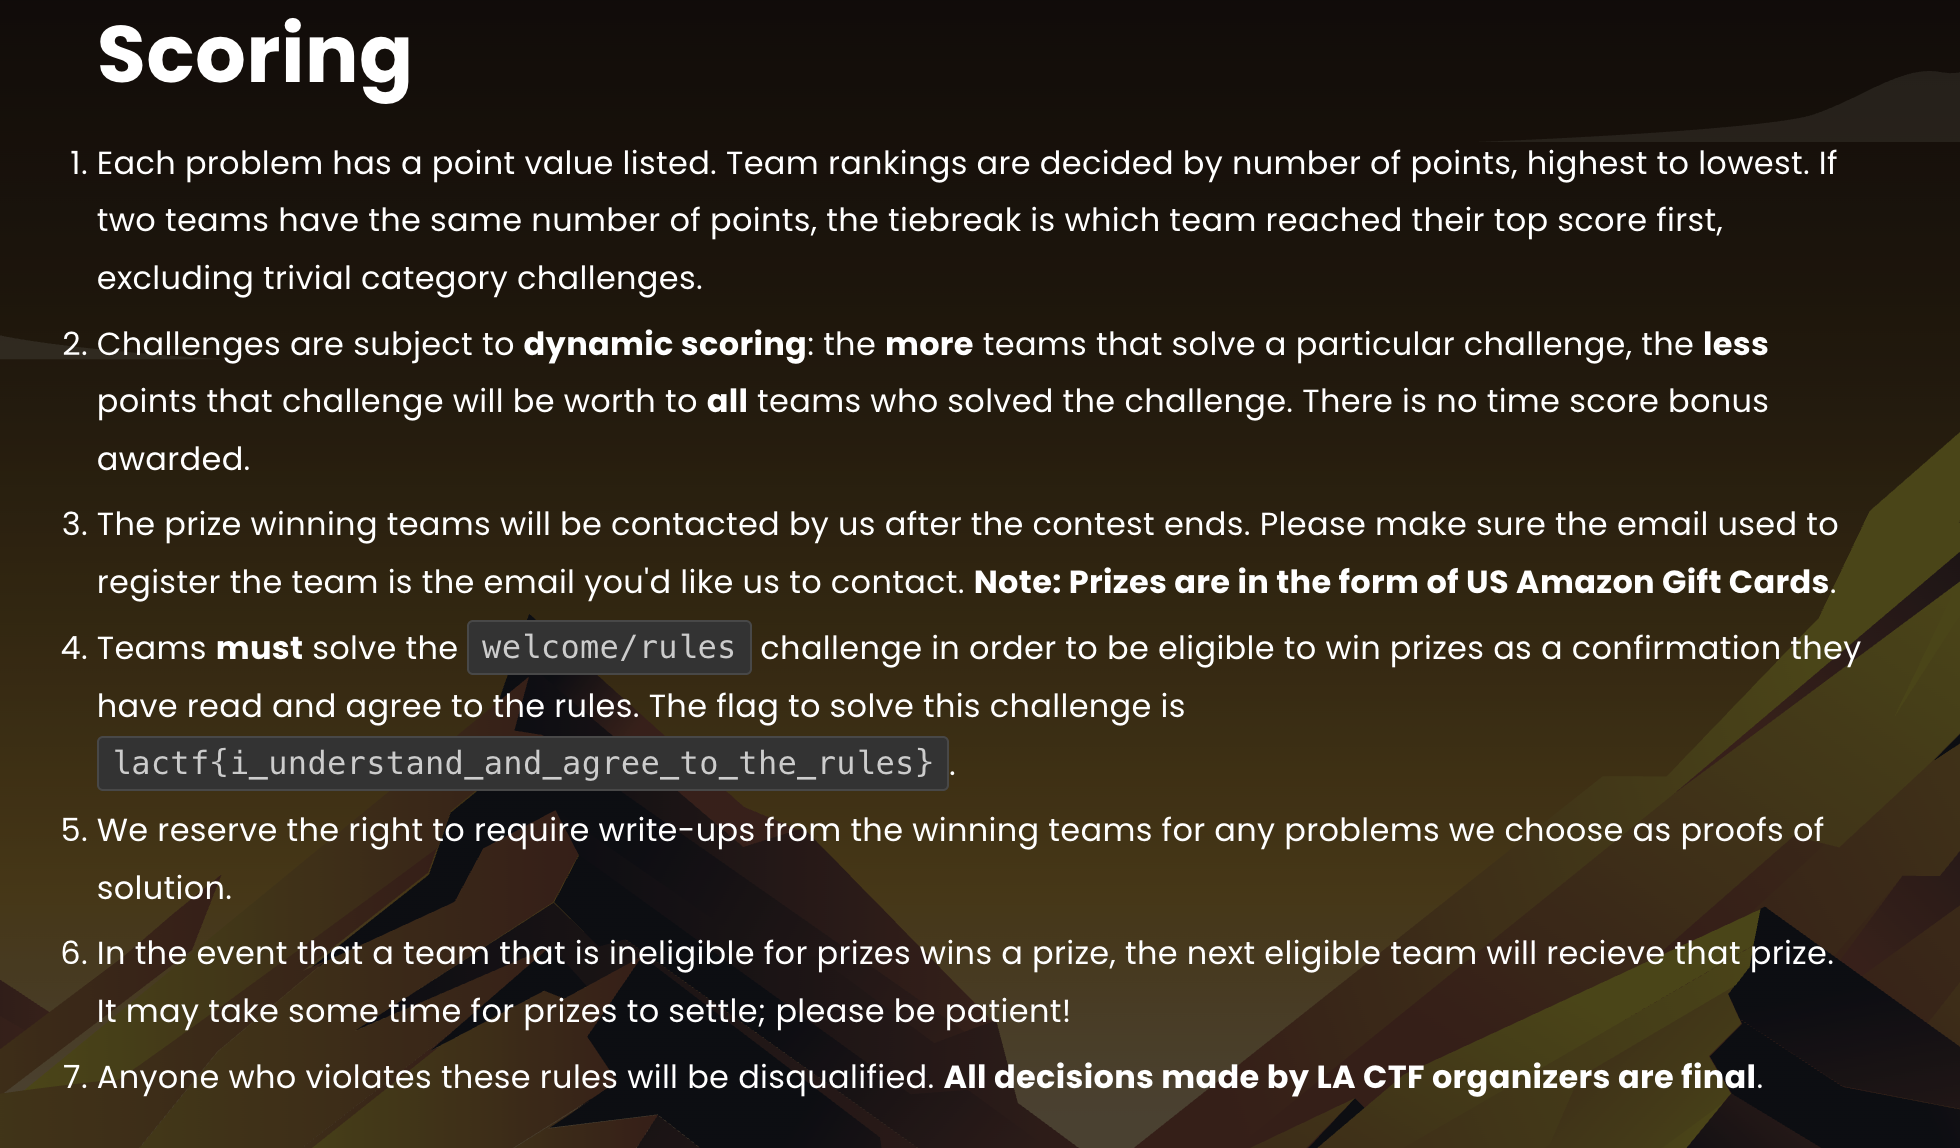 Scoring
1. Each problem has a point value listed. Team rankings are decided by number of points, highest to lowest. If
two teams have the same number of points, the tiebreak is which team reached their top score first,
excluding trivial category challenges.
2. Challenges are subject to dynamic scoring: the more teams that solve a particular challenge, the less
points that challenge will be worth to all teams who solved the challenge. There is no time score bonus
awarded.
3. The prize winning teams will be contacted by us after the contest ends. Please make sure the email used to
register the team is the email you'd like us to contact. Note: Prizes are in the form of US Amazon Gift Cards.
4. Teams must solve the welcome/rules challenge in order to be eligible to win prizes as a confirmation they
have read and agree to the rules. The flag to solve this challenge is
lactf{i_understand_and_agree_to_the_rules}.
5. We reserve the right to require write-ups from the winning teams for any problems we choose as proofs of
solution.
6. In the event that a team that is ineligible for prizes wins a prize, the next eligible team will recieve that prize.
It may take some time for prizes to settle; please be patient!
7. Anyone who violates these rules will be disqualified. All decisions made by LA CTF organizers are final.